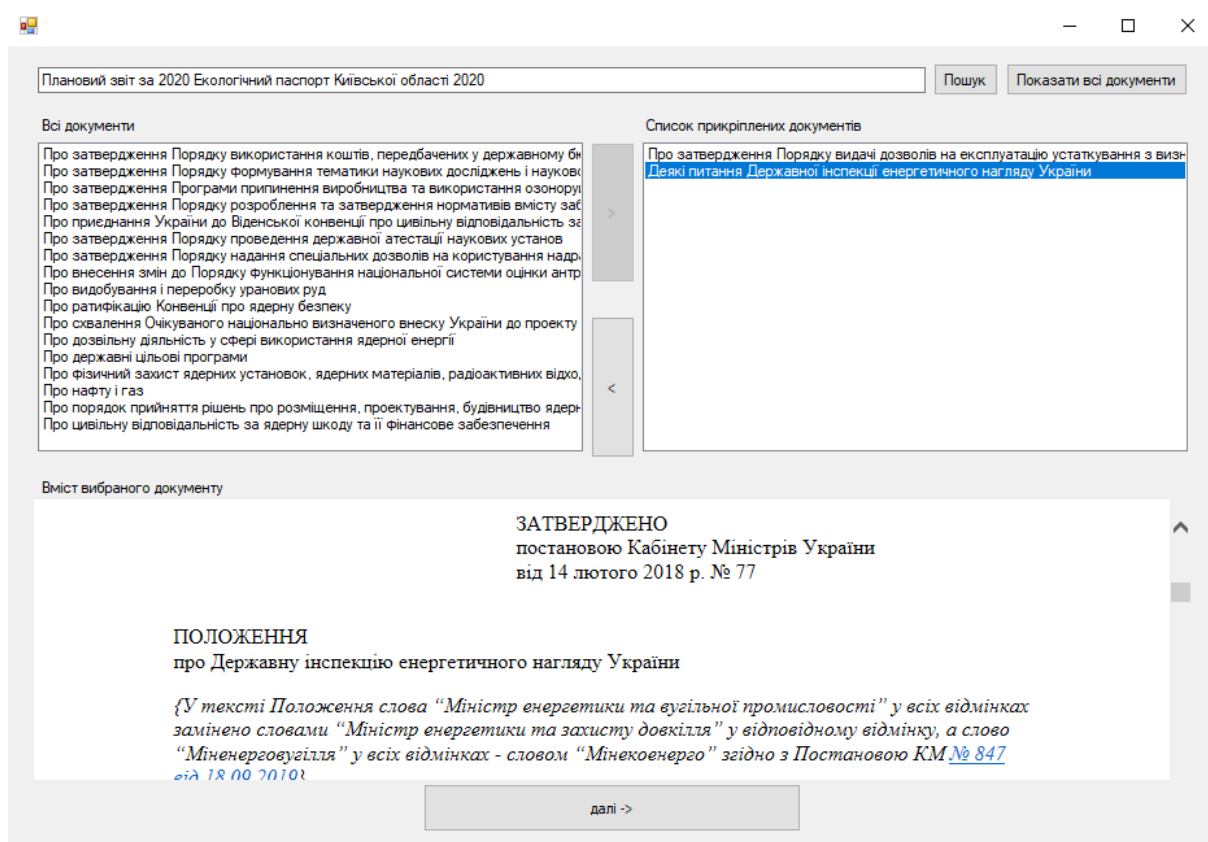 Плановий звіт за 2020 Екологічний паспорт Київської області 2020
Пошук
Показати всі документи
Всі документи
Про затвердження Порядку використання коштів, передбачених у державному бю
Про затвердження Порядку формування тематики наукових досліджень і науково
Про затвердження Програми припинення виробництва та використання озонору
Про затвердження Порядку розроблення та затвердження нормативів вмісту заб
Про приєднання України до Віденської конвенції про цивільну відповідальність за
Про затвердження Порядку проведення державної атестації наукових установ
Про затвердження Порядку надання спеціальних дозволів на користування надра
Про внесення змін до Порядку функціонування національної системи оцінки антр
Про видобування і переробку уранових руд
Про ратифікацію Конвенції про ядерну безпеку
Про схвалення Очікуваного національно визначеного внеску України до проекту
Про дозвільну діяльність у сфері використання ядерної енергії
Про державні цільові програми
Про фізичний захист ядерних установок, ядерних матеріалів, радіоактивних відхо
Про нафту і газ
Про порядок прийняття рішень про розміщення, проектування, будівництво ядерн
Про цивільну відповідальність за ядерну шкоду та її фінансове забезпечення
>
<
Список прикріплених документів
Про затвердження Порядку видачі дозволів на експлуатацію устаткування з визн
Деякі питання Державної інспекції енергетичного нагляду України
Вміст вибраного документу
ЗАТВЕРДЖЕНО
постановою Кабінету Міністрів України
від 14 лютого 2018 р. № 77
ПОЛОЖЕННЯ
про Державну інспекцію енергетичного нагляду України
{У тексті Положення слова “Міністр енергетики та вугільної промисловості” у всіх відмінках
замінено словами “Міністр енергетики та захисту довкілля” у відповідному відмінку, а слово
“Міненерговугілля” у всіх відмінках - словом “Мінекоенерго” згідно з Постановою КМ № 847
від 18.09.2019}
далі ->